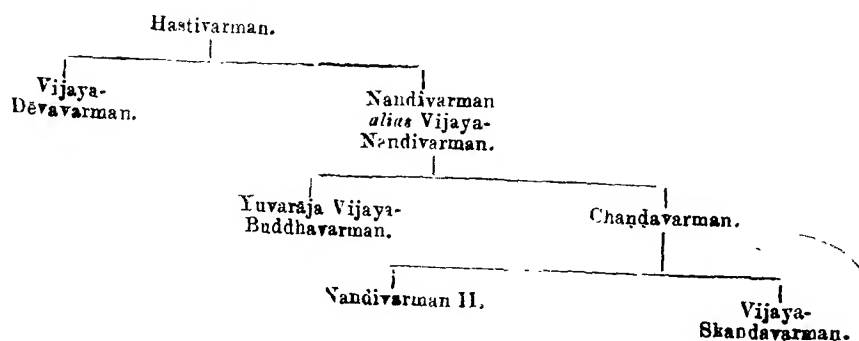 Hastivarman.
Vijaya-
Dēvavarman.
Nandivarman
alias Vijaya-
Nandivarman.
Yuvarāja Vijaya-
Buddhavarman.
Chaṇḍavarman.
Nandivarman II.
Vijaya-
Skandavarman.